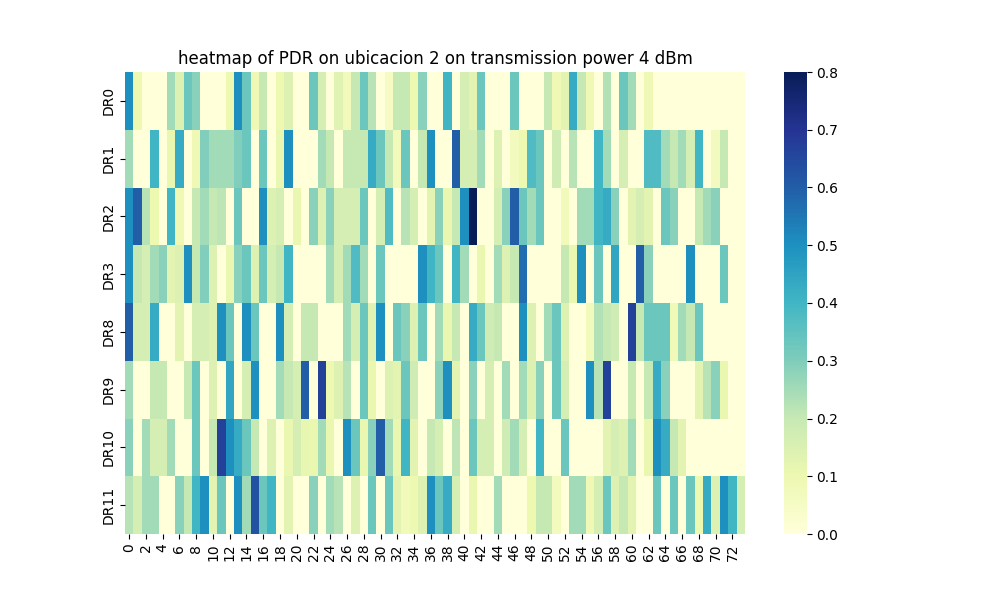 heatmap of PDR on ubicacion 2 on transmission power 4 dBm
DR0
DR1
DR2
DR3
DR8
DR9
DR10
DR11
0 2 4 6 8 10 12 14 16 18 20 22 24 26 28 30 32 34 36 38 40 42 44 46 48 50 52 54 56 58 60 62 64 66 68 70 72
0.8
0.7
0.6
0.5
0.4
0.3
0.2
0.1
0.0